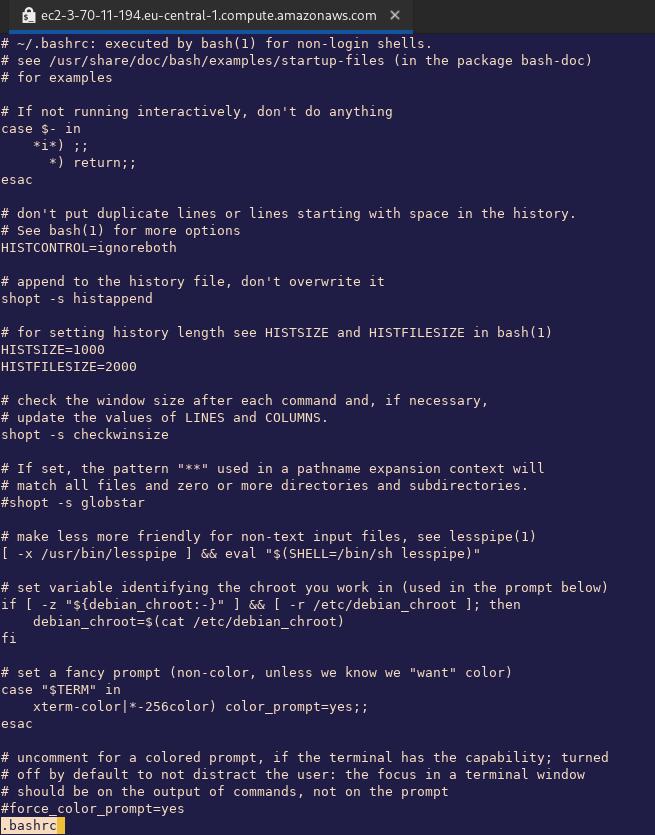 ec2-3-70-11-194.eu-central-1.compute.amazonaws.com
# ~/.bashrc: executed by bash(1) for non-login shells.
# see /usr/share/doc/bash/examples/startup-files (in the package bash-doc)
# for examples

# If not running interactively, don't do anything
case $- in
    *i*) ;;
      *) return;;
esac

# don't put duplicate lines or lines starting with space in the history.
# See bash(1) for more options
HISTCONTROL=ignoreboth

# append to the history file, don't overwrite it
shopt -s histappend

# for setting history length see HISTSIZE and HISTFILESIZE in bash(1)
HISTSIZE=1000
HISTFILESIZE=2000

# check the window size after each command and, if necessary,
# update the values of LINES and COLUMNS.
shopt -s checkwinsize

# If set, the pattern "**" used in a pathname expansion context will
# match all files and zero or more directories and subdirectories.
#shopt -s globstar

# make less more friendly for non-text input files, see lesspipe(1)
[ -x /usr/bin/lesspipe ] && eval "$(SHELL=/bin/sh lesspipe)"

# set variable identifying the chroot you work in (used in the prompt below)
if [ -z "${debian_chroot:-}" ] && [ -r /etc/debian_chroot ]; then
    debian_chroot=$(cat /etc/debian_chroot)
fi

# set a fancy prompt (non-color, unless we know we "want" color)
case "$TERM" in
    xterm-color|*-256color) color_prompt=yes;;
esac

# uncomment for a colored prompt, if the terminal has the capability; turned
# off by default to not distract the user: the focus in a terminal window
# should be on the output of commands, not on the prompt
#force_color_prompt=yes
.bashrc